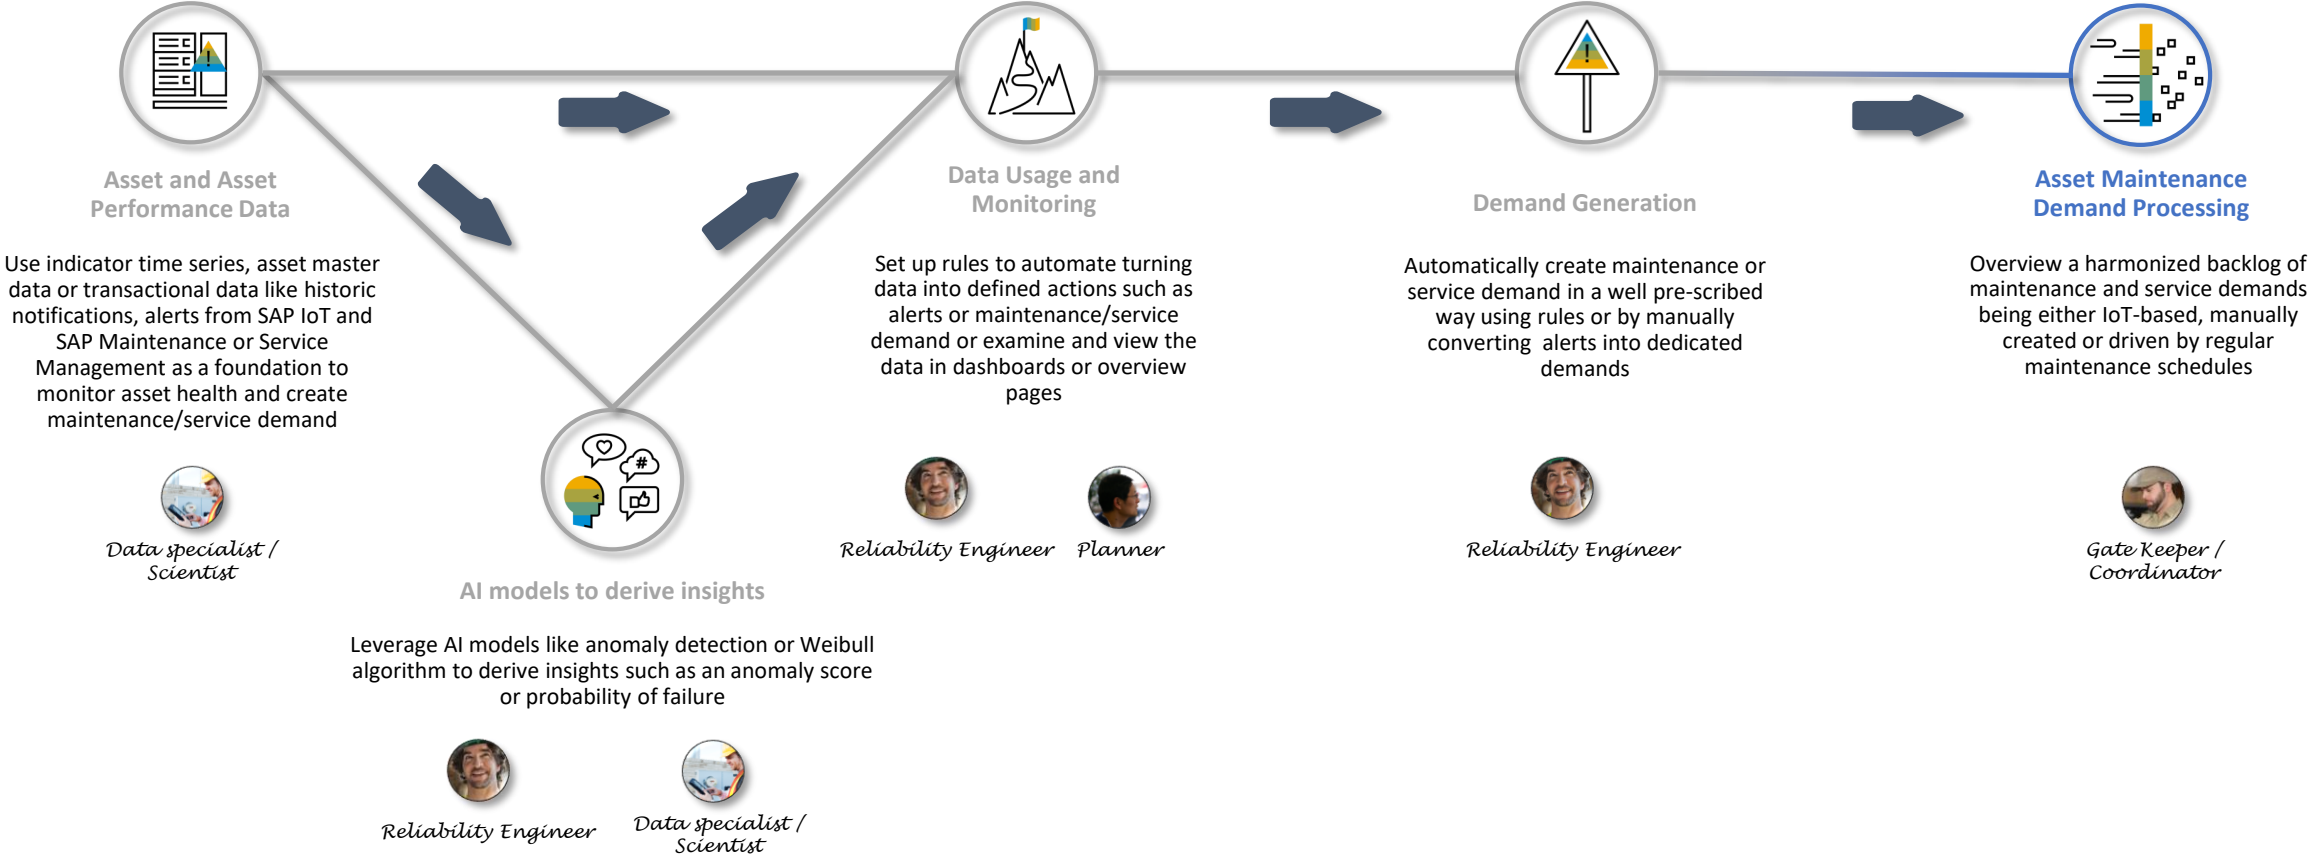 Asset and Asset
Performance Data
Use indicator time series, asset master
data or transactional data like historic
notifications, alerts from SAP IoT and
SAP Maintenance or Service
Management as a foundation to
monitor asset health and create
maintenance/service demand
Data specialist /
Scientist
#
AI models to derive insights
Leverage AI models like anomaly detection or Weibull
algorithm to derive insights such as an anomaly score
or probability of failure
Reliability Engineer
Data specialist /
Scientist
Data Usage and
Monitoring
Set up rules to automate turning
data into defined actions such as
alerts or maintenance/service
demand or examine and view the
data in dashboards or overview
pages
Reliability Engineer
Planner
!
Demand Generation
Automatically create maintenance or
service demand in a well pre-scribed
way using rules or by manually
converting  alerts into dedicated
demands
Reliability Engineer
Asset Maintenance
Demand Processing
Overview a harmonized backlog of
maintenance and service demands
being either IoT-based, manually
created or driven by regular
maintenance schedules
Gate Keeper /
Coordinator